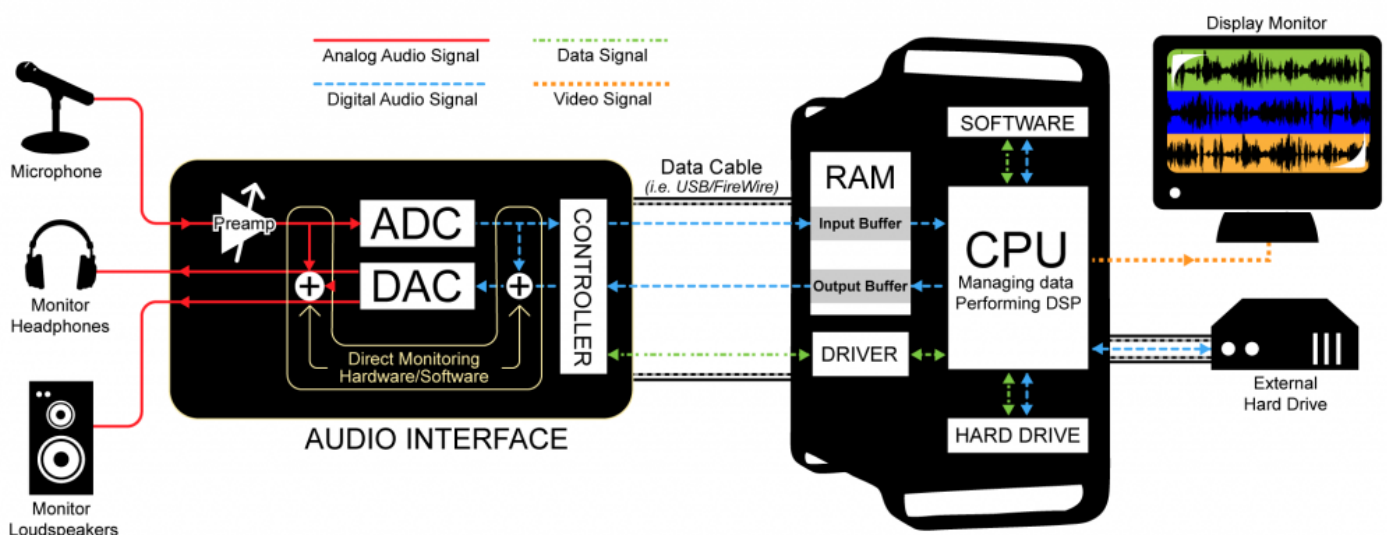 Analog Audio Signal
Data Signal
Digital Audio Signal
Video Signal
Display Monitor
Microphone
Monitor
Headphones
Monitor
Loudspeakers
Preamp
ADC
DAC
CONTROLLER
Direct Monitoring
Hardware/Software
AUDIO INTERFACE
Data Cable
(i.e. USB/FireWire)
RAM
Input Buffer
Output Buffer
DRIVER
SOFTWARE
CPU
Managing data
Performing DSP
HARD DRIVE
External
Hard Drive